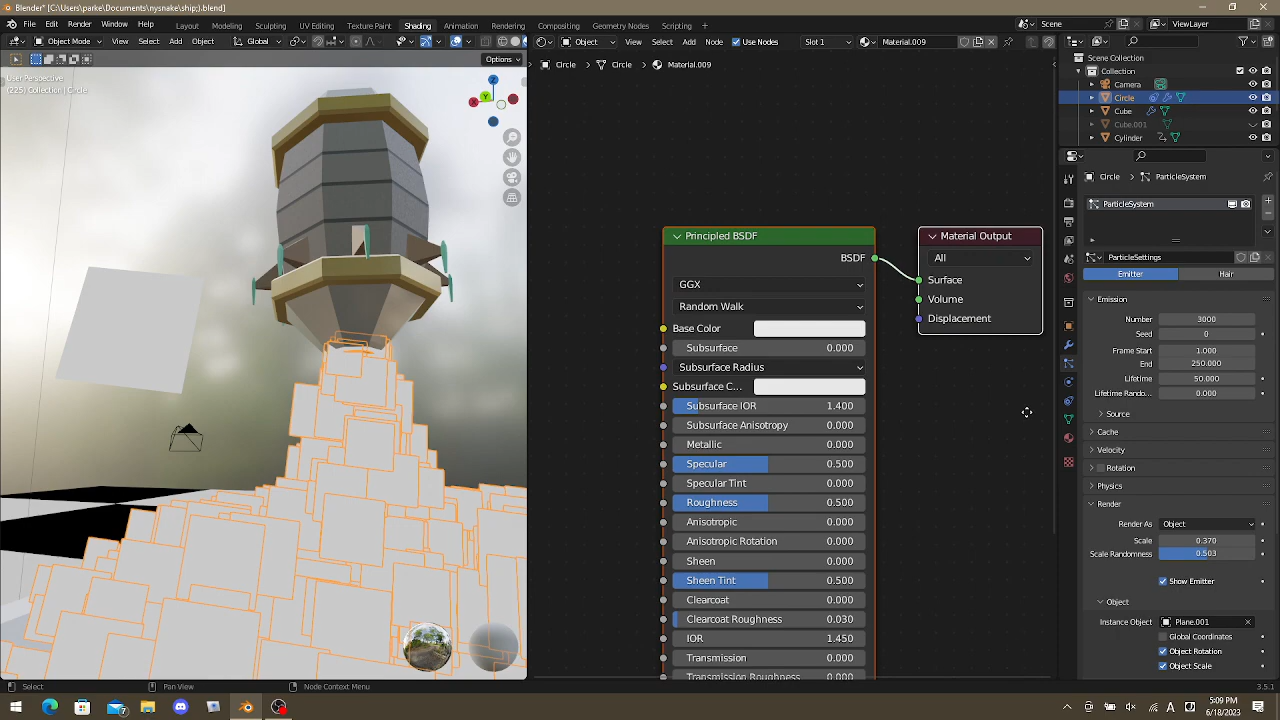 Blender* [C:\Users\parke\Documents\nysnake\ship;).blend]
File Edit Render Window Help Layout Modeling Sculpting UV Editing Texture Paint Shading Animation Rendering Compositing Geometry Nodes Scripting + Scene ViewLayer
Object Mode View Select Add Object Global
Object View Select Add Node Use Nodes Slot 1 Material.009
Options
Circle Circle Material.009
User Perspective
(225) Collection | Circle
Z
Y
X
Principled BSDF
BSDF
GGX
Random Walk
Base Color
Subsurface 0.000
Subsurface Radius
Subsurface C...
Subsurface IOR 1.400
Subsurface Anisotropy 0.000
Metallic 0.000
Specular 0.500
Specular Tint 0.000
Roughness 0.500
Anisotropic 0.000
Anisotropic Rotation 0.000
Sheen 0.000
Sheen Tint 0.500
Clearcoat 0.000
Clearcoat Roughness 0.030
IOR 1.450
Transmission 0.000
Transmission Roughness 0.000
Material Output
All
Surface
Volume
Displacement
Scene Collection
Collection
Camera
Circle
Cube
Cube.001
Cylinder
Circle ParticleSystem
ParticleSystem
ParticleSettings
Emitter Hair
Emission
Number 3000
Seed 0
Frame Start 1.000
End 250.000
Lifetime 50.000
Lifetime Rando... 0.000
Source
Cache
Velocity
Rotation
Physics
Render
Render As Object
Scale 0.370
Scale Randomness 0.503
Show Emitter
Object
Instance Object Plane.001
Global Coordinates
Object Rotation
Object Scale
Select Pan View Node Context Menu 3.5.1
5:09 PM
6/18/2023